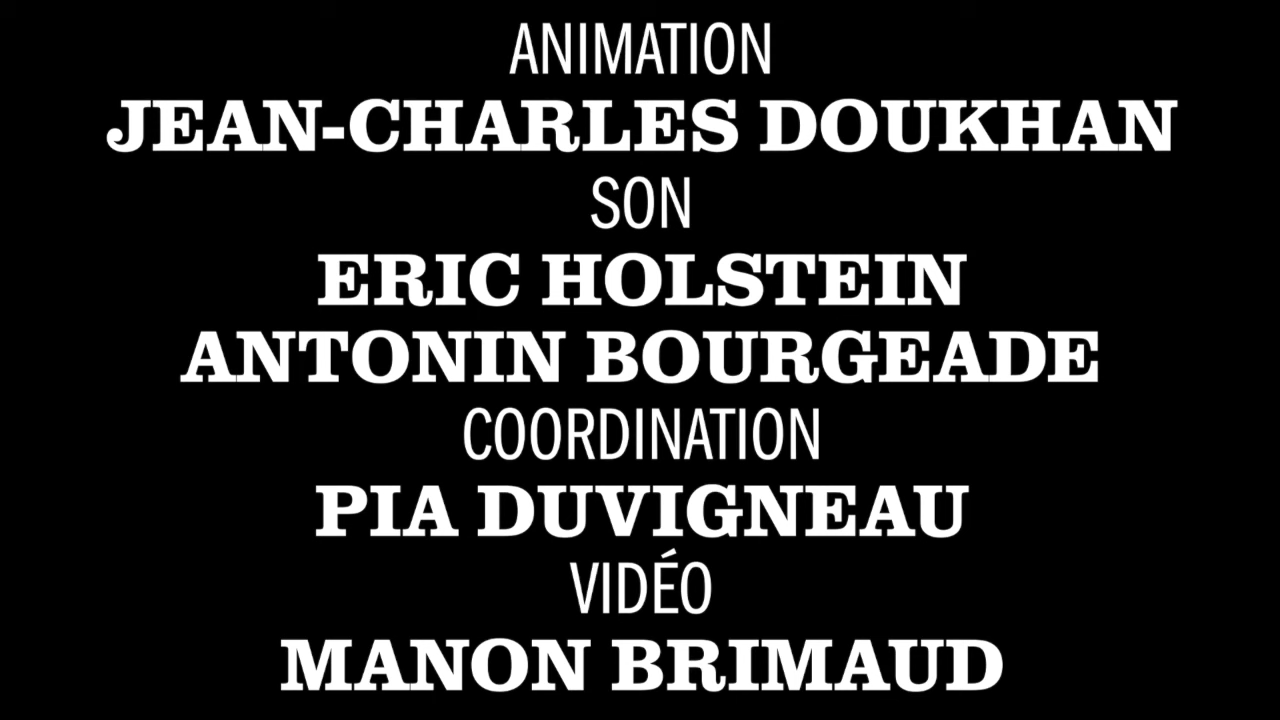 ANIMATION
JEAN-CHARLES DOUKHAN
SON
ERIC HOLSTEIN
ANTONIN BOURGEADE
COORDINATION
PIA DUVIGNEAU
VIDÉO
MANON BRIMAUD